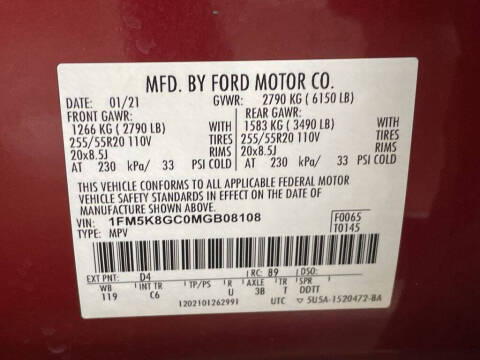 MFD. BY FORD MOTOR CO.
DATE: 01/21 GVWR: 2790 KG ( 6150 LB)
FRONT GAWR: REAR GAWR:
1266 KG ( 2790 LB) WITH 1583 KG ( 3490 LB) WITH
255/55R20 110V TIRES 255/55R20 110V TIRES
20x8.5J RIMS 20x8.5J RIMS
AT 230 kPa/ 33 PSI COLD AT 230 kPa/ 33 PSI COLD
THIS VEHICLE CONFORMS TO ALL APPLICABLE FEDERAL MOTOR
VEHICLE SAFETY STANDARDS IN EFFECT ON THE DATE OF
MANUFACTURE SHOWN ABOVE.
VIN: 1FM5K8GC0MGB08108 F0065
TYPE: MPV T0145
EXT PNT: D4 RC: 89 DSO:
WB INT TR TP/PS R AXLE TR SPR
119 C6 U 3B T DDTT
1202101262991 UTC 5U5A-1520472-BA